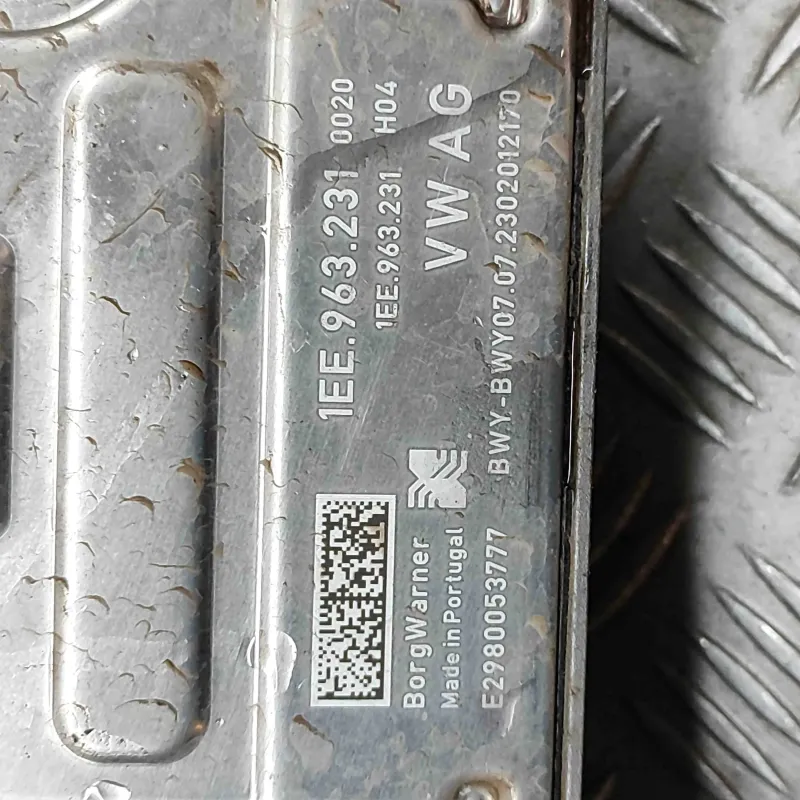 1EE.963.231 0020
1EE.963.231 H04
VW AG
BWY-BWY07.07.2302012170
BorgWarner
Made in Portugal
E2980053777